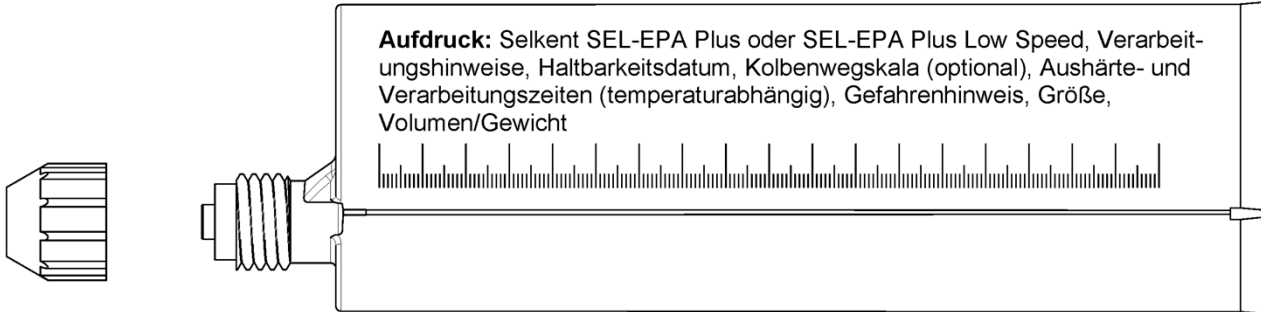 Aufdruck: Selkent SEL-EPA Plus oder SEL-EPA Plus Low Speed, Verarbeit-
ungshinweise, Haltbarkeitsdatum, Kolbenwegskala (optional), Aushärte- und
Verarbeitungszeiten (temperaturabhängig), Gefahrenhinweis, Größe,
Volumen/Gewicht